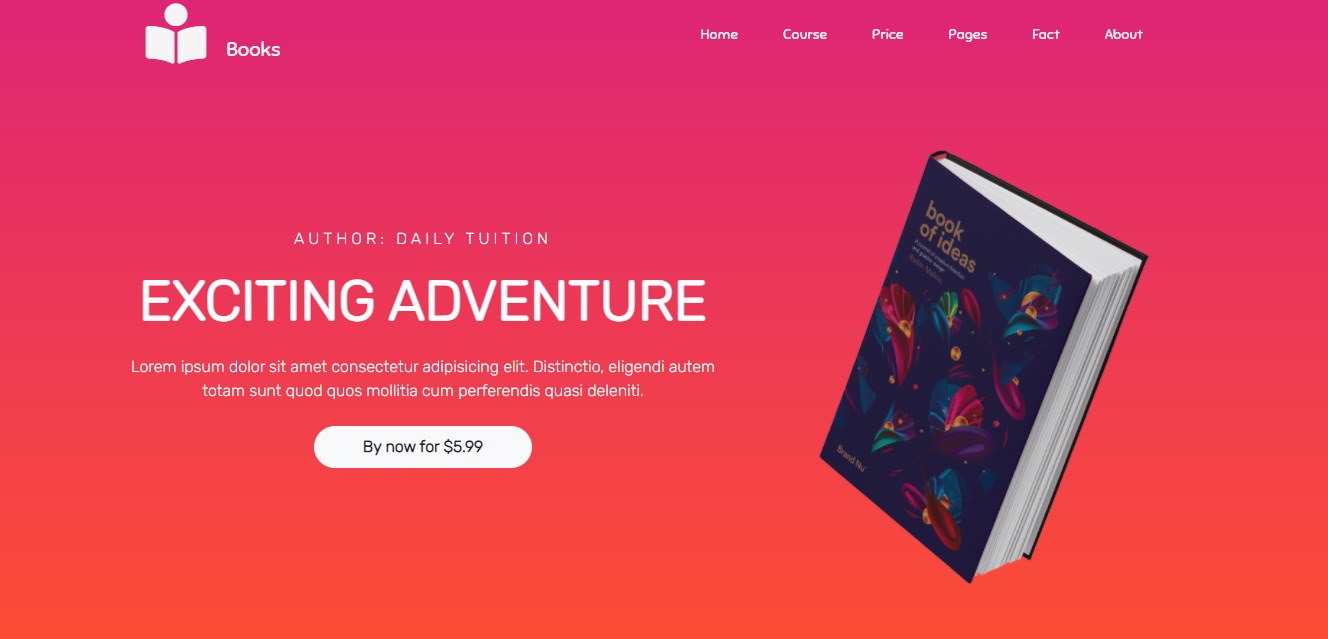 Books
Home Course Price Pages Fact About
AUTHOR: DAILY TUITION
EXCITING ADVENTURE
Lorem ipsum dolor sit amet consectetur adipisicing elit. Distinctio, eligendi autem
totam sunt quod quos mollitia cum perferendis quasi deleniti.
By now for $5.99
book
of ideas
Brand Nu